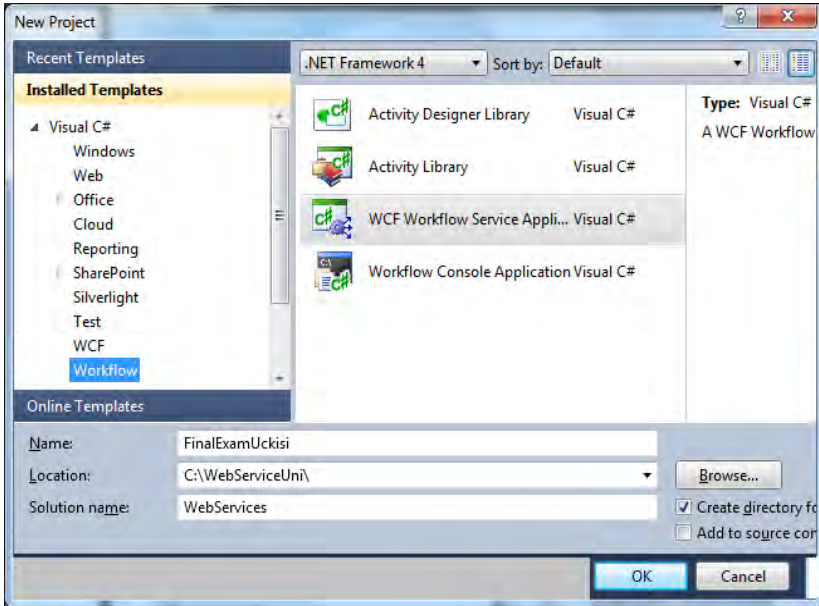 New Project
Recent Templates
Installed Templates
Visual C#
Windows
Web
Office
Cloud
Reporting
SharePoint
Silverlight
Test
WCF
Workflow
Online Templates
.NET Framework 4 Sort by: Default
Activity Designer Library Visual C#
Activity Library Visual C#
WCF Workflow Service Appli... Visual C#
Workflow Console Application Visual C#
Type: Visual C#
A WCF Workflow
Name: FinalExamUckisi
Location: C:\WebServiceUni\ Browse...
Solution name: WebServices
Create directory fo
Add to source con
OK Cancel